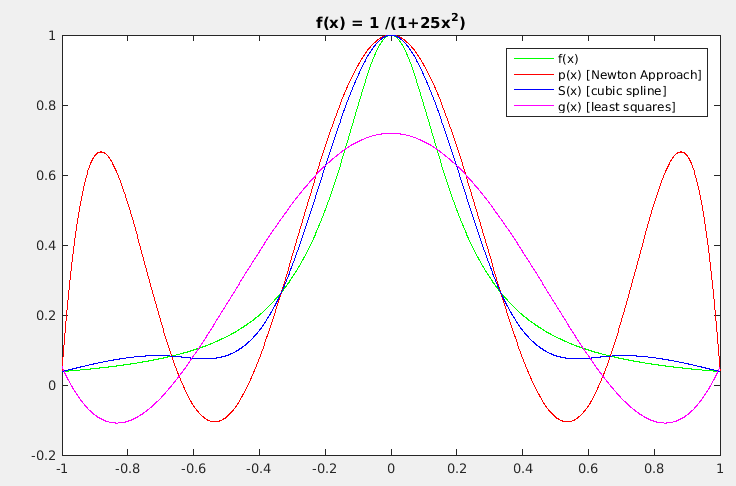 f(x) = 1 /(1+25x²)
1
0.8
0.6
0.4
0.2
0
-0.2
f(x)
p(x) [Newton Approach]
S(x) [cubic spline]
g(x) [least squares]
-1 -0.8 -0.6 -0.4 -0.2 0 0.2 0.4 0.6 0.8 1